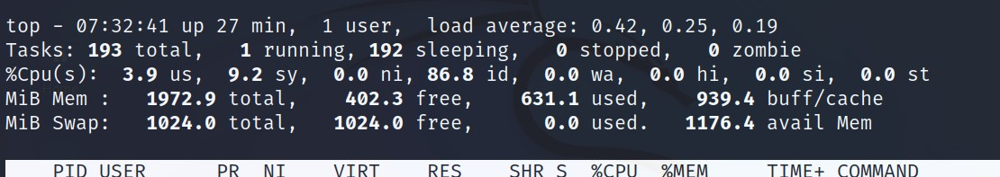 top - 07:32:41 up 27 min,  1 user,  load average: 0.42, 0.25, 0.19
Tasks: 193 total,   1 running, 192 sleeping,   0 stopped,   0 zombie
%Cpu(s):  3.9 us,  9.2 sy,  0.0 ni, 86.8 id,  0.0 wa,  0.0 hi,  0.0 si,  0.0 st
MiB Mem :   1972.9 total,    402.3 free,    631.1 used,    939.4 buff/cache
MiB Swap:   1024.0 total,   1024.0 free,      0.0 used.   1176.4 avail Mem
PID USER      PR  NI    VIRT    RES    SHR S  %CPU  %MEM     TIME+ COMMAND